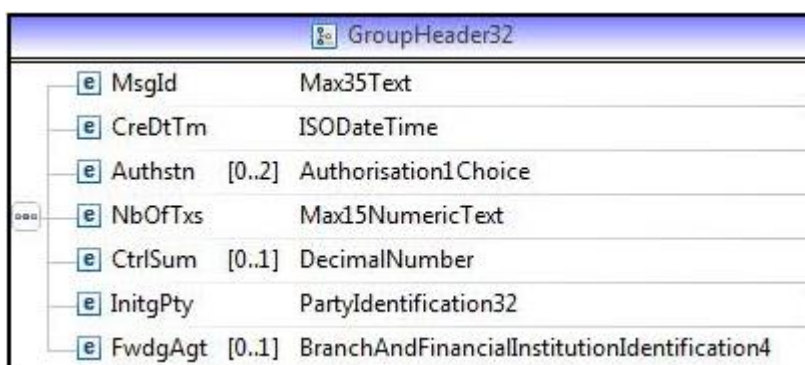 GroupHeader32
e MsgId Max35Text
e CreDtTm ISODateTime
e Authstn [0..2] Authorisation1Choice
e NbOfTxs Max15NumericText
e CtrlSum [0..1] DecimalNumber
e InitgPty PartyIdentification32
e FwdgAgt [0..1] BranchAndFinancialInstitutionIdentification4